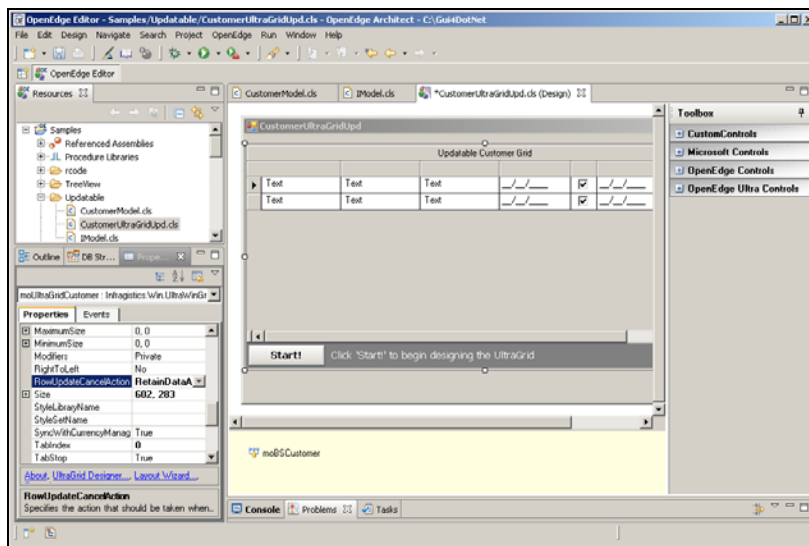 OpenEdge Editor - Samples/Updatable/CustomerUltraGridUpd.cls - OpenEdge Architect - C:\Gui4DotNet
File Edit Design Navigate Search Project OpenEdge Run Window Help
OpenEdge Editor
Resources
CustomerModel.cls IModel.cls *CustomerUltraGridUpd.cls (Design)
Samples
Referenced Assemblies
Procedure Libraries
rcode
TreeView
Updatable
CustomerModel.cls
CustomerUltraGridUpd.cls
IModel.cls
CustomerUltraGridUpd
Updatable Customer Grid
Text Text Text _/_/__ _/_/__
Text Text Text _/_/__ _/_/__
Start! Click 'Start!' to begin designing the UltraGrid
moBSCustomer
Toolbox
CustomControls
Microsoft Controls
OpenEdge Controls
OpenEdge Ultra Controls
Outline DB Str... Prope...
moUltraGridCustomer : Infragistics.Win.UltraWinGr
Properties Events
MaximumSize 0, 0
MinimumSize 0, 0
Modifiers Private
RightToLeft No
RowUpdateCancelAction RetainDataA
Size 602, 283
StyleLibraryName
StyleSetName
SyncWithCurrencyManag True
TabIndex 0
TabStop True
About, UltraGrid Designer..., Layout Wizard...,
RowUpdateCancelAction
Specifies the action that should be taken when...
Console Problems Tasks